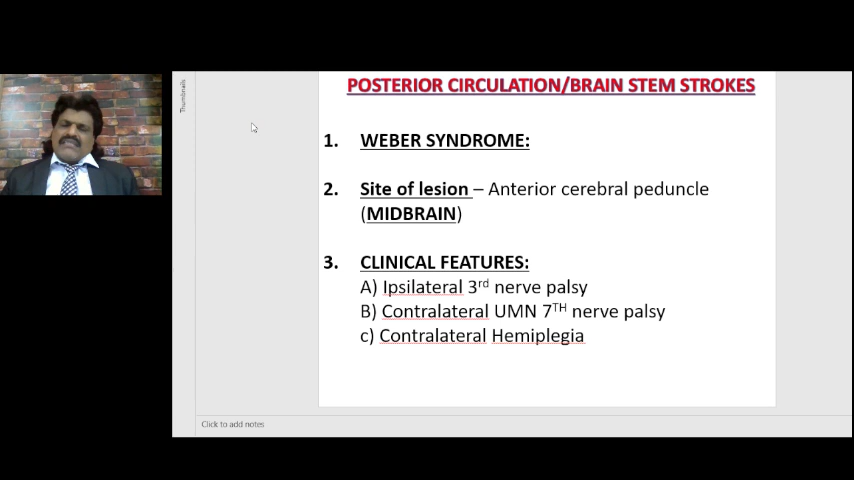 Thumbnails
POSTERIOR CIRCULATION/BRAIN STEM STROKES
1. WEBER SYNDROME:
2. Site of lesion – Anterior cerebral peduncle
(MIDBRAIN)
3. CLINICAL FEATURES:
A) Ipsilateral 3rd nerve palsy
B) Contralateral UMN 7TH nerve palsy
c) Contralateral Hemiplegia
Click to add notes